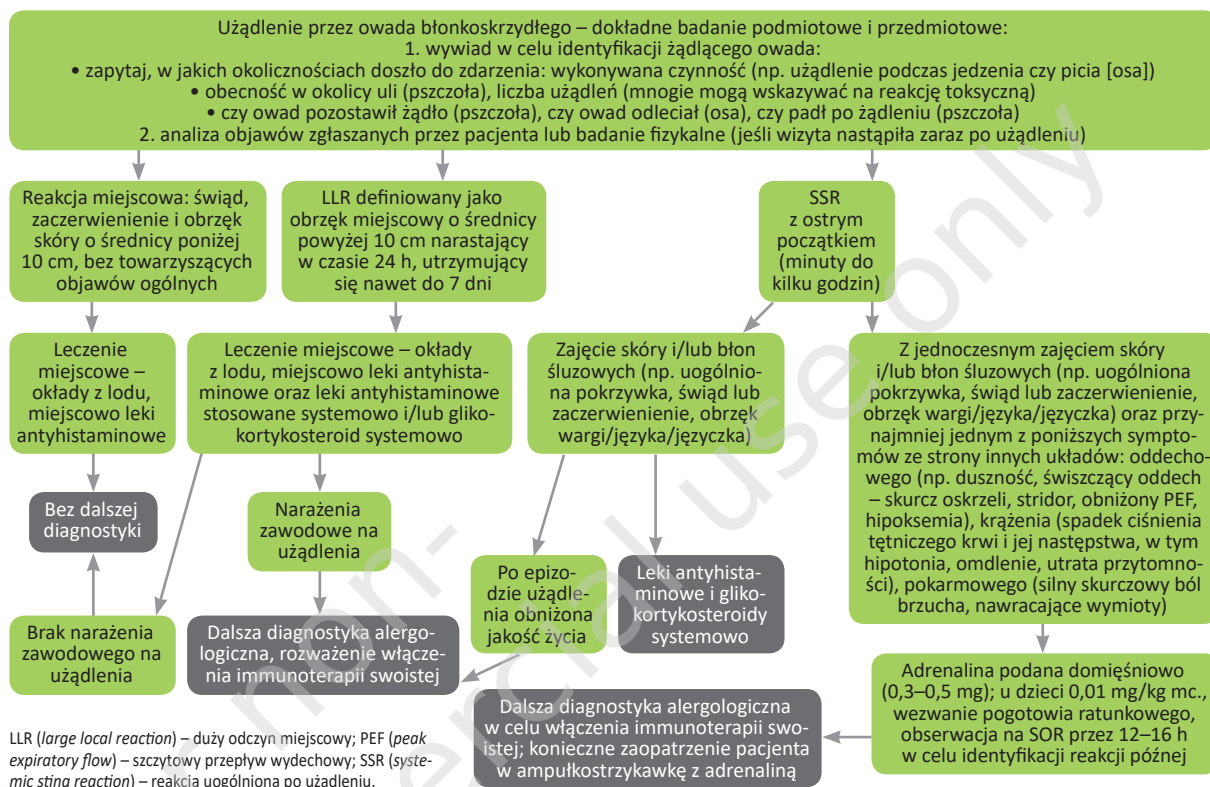 Użądlenie przez owada błonkoskrzydłego – dokładne badanie podmiotowe i przedmiotowe:
1. wywiad w celu identyfikacji żądlącego owada:
• zapytaj, w jakich okolicznościach doszło do zdarzenia: wykonywana czynność (np. użądlenie podczas jedzenia czy picia [osa])
• obecność w okolicy uli (pszczoła), liczba użądleń (mnogie mogą wskazywać na reakcję toksyczną)
• czy owad pozostawił żądło (pszczoła), czy owad odleciał (osa), czy padł po żądleniu (pszczoła)
2. analiza objawów zgłaszanych przez pacjenta lub badanie fizykalne (jeśli wizyta nastąpiła zaraz po użądleniu)
Reakcja miejscowa: świąd,
zaczerwienienie i obrzęk
skóry o średnicy poniżej
10 cm, bez towarzyszących
objawów ogólnych
LLR definiowany jako
obrzęk miejscowy o średnicy
powyżej 10 cm narastający
w czasie 24 h, utrzymujący
się nawet do 7 dni
SSR
z ostrym
początkiem
(minuty do
kilku godzin)
Leczenie
miejscowe –
okłady z lodu,
miejscowo leki
antyhistaminowe
Leczenie miejscowe – okłady
z lodu, miejscowo leki antyhista-
minowe oraz leki antyhistaminowe
stosowane systemowo i/lub gliko-
kortykosteroid systemowo
Zajęcie skóry i/lub błon
śluzowych (np. uogólnio-
na pokrzywka, świąd lub
zaczerwienienie, obrzęk
wargi/języka/języczka)
Z jednoczesnym zajęciem skóry
i/lub błon śluzowych (np. uogólniona
pokrzywka, świąd lub zaczerwienienie,
obrzęk wargi/języka/języczka) oraz przy-
najmniej jednym z poniższych sympto-
mów ze strony innych układów: oddecho-
wego (np. duszność, świszczący oddech
– skurcz oskrzeli, stridor, obniżony PEF,
hipoksemia), krążenia (spadek ciśnienia
tętniczego krwi i jej następstwa, w tym
hipotonia, omdlenie, utrata przytomno-
ści), pokarmowego (silny skurczowy ból
brzucha, nawracające wymioty)
Bez dalszej
diagnostyki
Narażenia
zawodowe na
użądlenia
Po epizo-
dzie użądle-
nia obniżona
jakość życia
Leki antyhista-
minowe i gliko-
kortykosteroidy
systemowo
Brak narażenia
zawodowego na
użądlenia
Dalsza diagnostyka alergo-
logiczna, rozważenie włącze-
nia immunoterapii swoistej
Adrenalina podana domięśniowo
(0,3–0,5 mg); u dzieci 0,01 mg/kg mc.,
wezwanie pogotowia ratunkowego,
obserwacja na SOR przez 12–16 h
w celu identyfikacji reakcji późnej
Dalsza diagnostyka alergologiczna
w celu włączenia immunoterapii swo-
istej; konieczne zaopatrzenie pacjenta
w ampułkostrzykawkę z adrenaliną
LLR (large local reaction) – duży odczyn miejscowy; PEF (peak
expiratory flow) – szczytowy przepływ wydechowy; SSR (syste-
mic sting reaction) – reakcja uogólniona po użądleniu.